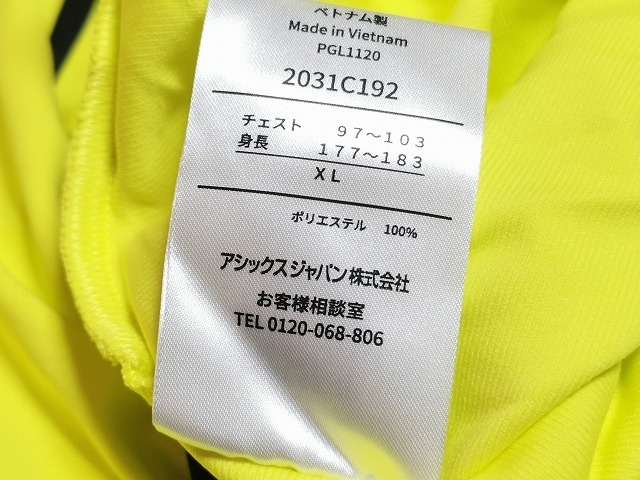 ベトナム製
Made in Vietnam
PGL1120
2031C192
チェスト 97～103
身長 177～183
XL
ポリエステル 100%
アシックスジャパン株式会社
お客様相談室
TEL 0120-068-806